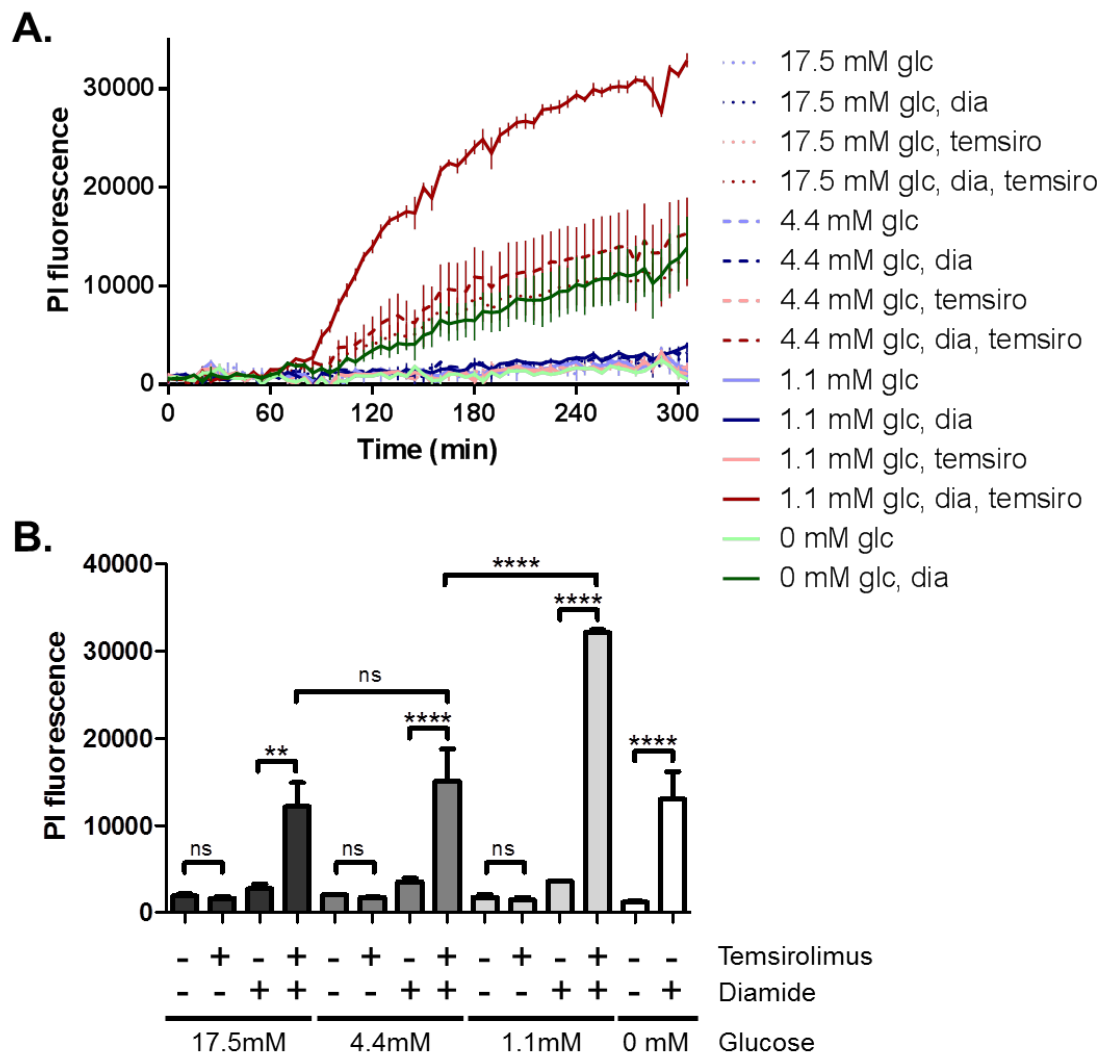 A.
PI fluorescence
30000
20000
10000
0
0 60 120 180 240 300
Time (min)
17.5 mM glc
17.5 mM glc, dia
17.5 mM glc, temsiro
17.5 mM glc, dia, temsiro
4.4 mM glc
4.4 mM glc, dia
4.4 mM glc, temsiro
4.4 mM glc, dia, temsiro
1.1 mM glc
1.1 mM glc, dia
1.1 mM glc, temsiro
1.1 mM glc, dia, temsiro
0 mM glc
0 mM glc, dia
B.
PI fluorescence
40000
30000
20000
10000
0
****
****
ns
****
****
**
ns
ns
ns
- + - + - + - + - + - + - - Temsirolimus
- - + + - - + + - - + + - + Diamide
17.5mM 4.4mM 1.1mM 0 mM Glucose